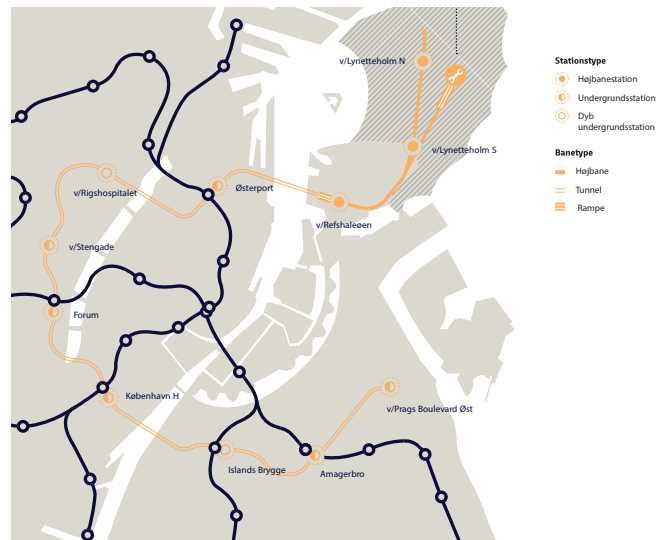 v/Lynetteholm N
v/Lynetteholm S
v/Rigshospitalet
Østerport
v/Refshaleøen
v/Stengade
Forum
København H
v/Prags Boulevard Øst
Islands Brygge
Amagerbro
Stationstype
Højbanestation
Undergrundsstation
Dyb
undergrundsstation
Banetype
Højbane
Tunnel
Rampe